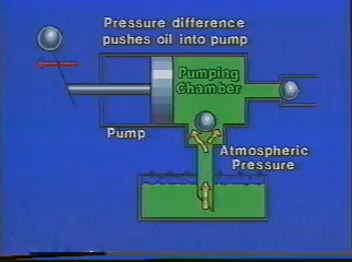 Pressure difference
pushes oil into pump
Pumping
Chamber
Pump
Atmospheric
Pressure